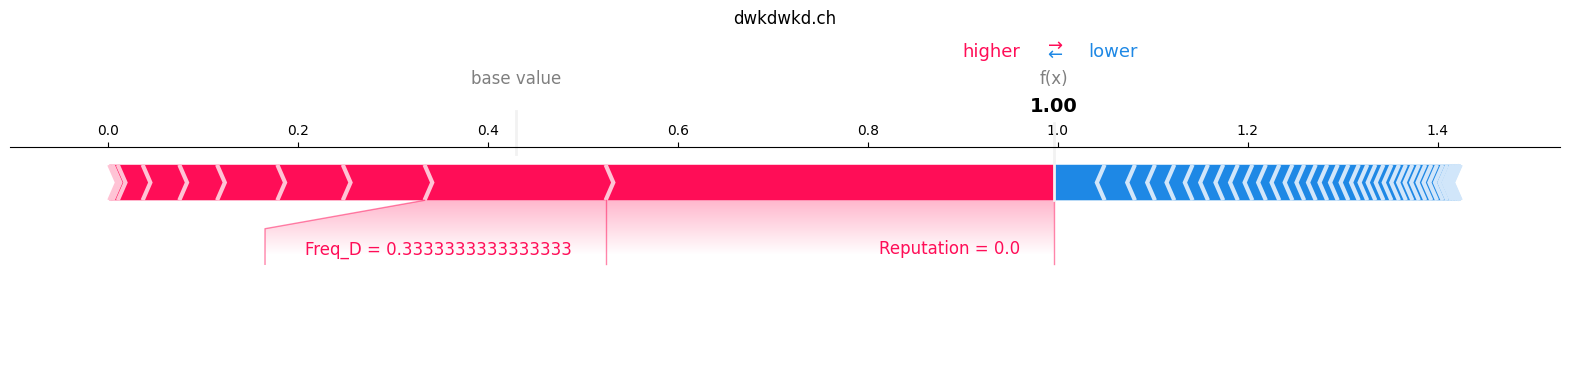 dwkdwkd.ch
higher ⇄ lower
base value f(x)
1.00
0.0 0.2 0.4 0.6 0.8 1.0 1.2 1.4
Freq_D = 0.3333333333333333 Reputation = 0.0